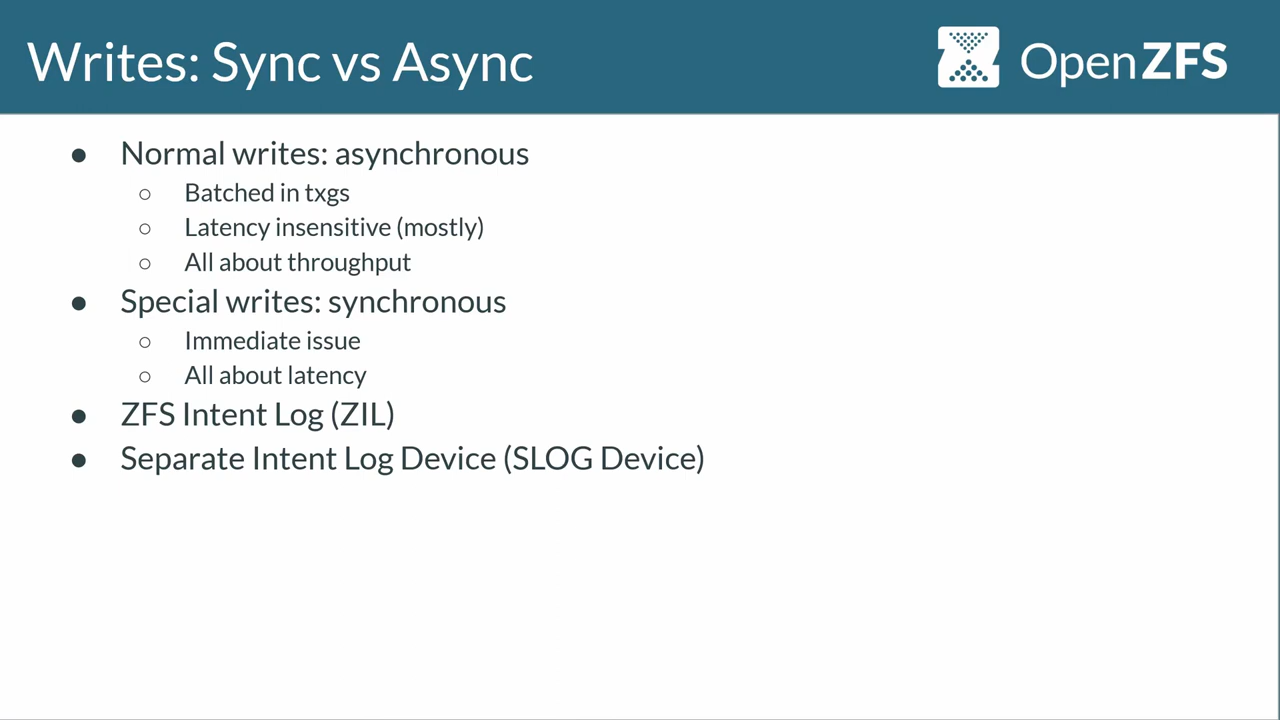 Writes: Sync vs Async
OpenZFS
● Normal writes: asynchronous
○ Batched in txgs
○ Latency insensitive (mostly)
○ All about throughput
● Special writes: synchronous
○ Immediate issue
○ All about latency
● ZFS Intent Log (ZIL)
● Separate Intent Log Device (SLOG Device)